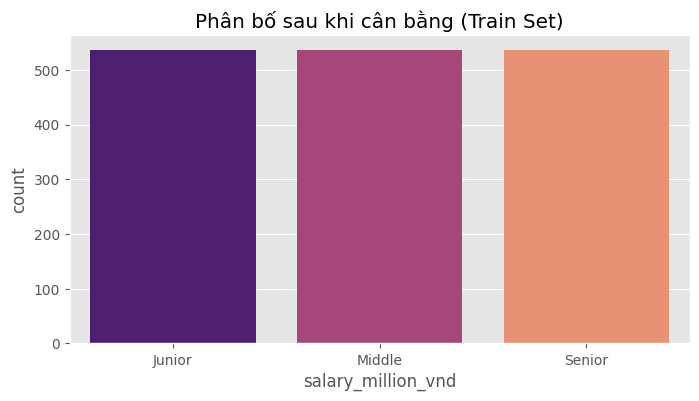 Phân bố sau khi cân bằng (Train Set)
count
500
400
300
200
100
0
Junior Middle Senior
salary_million_vnd